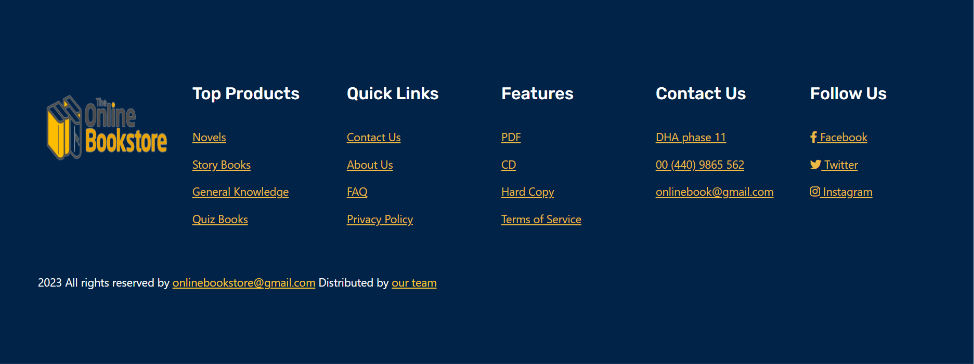 The
Online
Bookstore
Top Products
Novels
Story Books
General Knowledge
Quiz Books
Quick Links
Contact Us
About Us
FAQ
Privacy Policy
Features
PDF
CD
Hard Copy
Terms of Service
Contact Us
DHA phase 11
00 (440) 9865 562
onlinebook@gmail.com
Follow Us
Facebook
Twitter
Instagram
2023 All rights reserved by onlinebookstore@gmail.com Distributed by our team